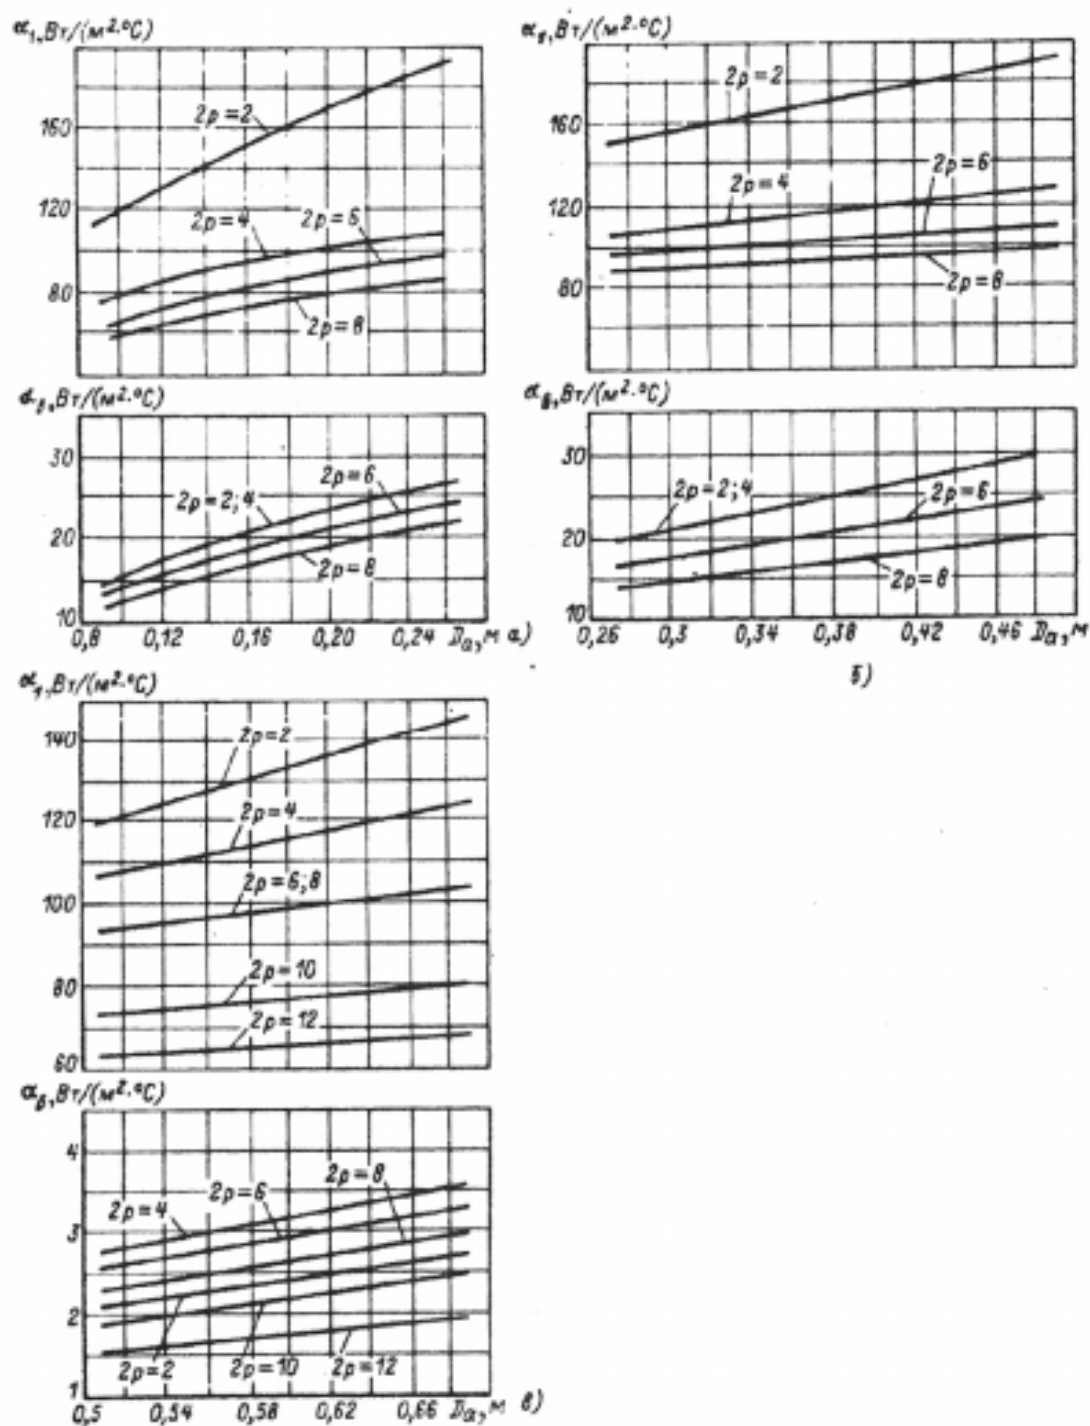 α₁, Вт/(м²·°С)
160
120
80
2p=2
2p=4
2p=6
2p=8
αᵦ, Вт/(м²·°С)
30
20
10
2p=6
2p=2;4
2p=8
0,8 0,12 0,16 0,20 0,24 Dₐ, м а)
α₁, Вт/(м²·°С)
160
120
80
2p=2
2p=6
2p=4
2p=8
αᵦ, Вт/(м²·°С)
30
20
10
2p=2;4
2p=6
2p=8
0,26 0,3 0,34 0,38 0,42 0,46 Dₐ, м
б)
α₁, Вт/(м²·°С)
140
120
100
80
60
2p=2
2p=4
2p=6;8
2p=10
2p=12
αᵦ, Вт/(м²·°С)
4
3
2
1
2p=8
2p=6
2p=4
2p=2 2p=10 2p=12
0,5 0,54 0,58 0,62 0,66 Dₐ, м в)